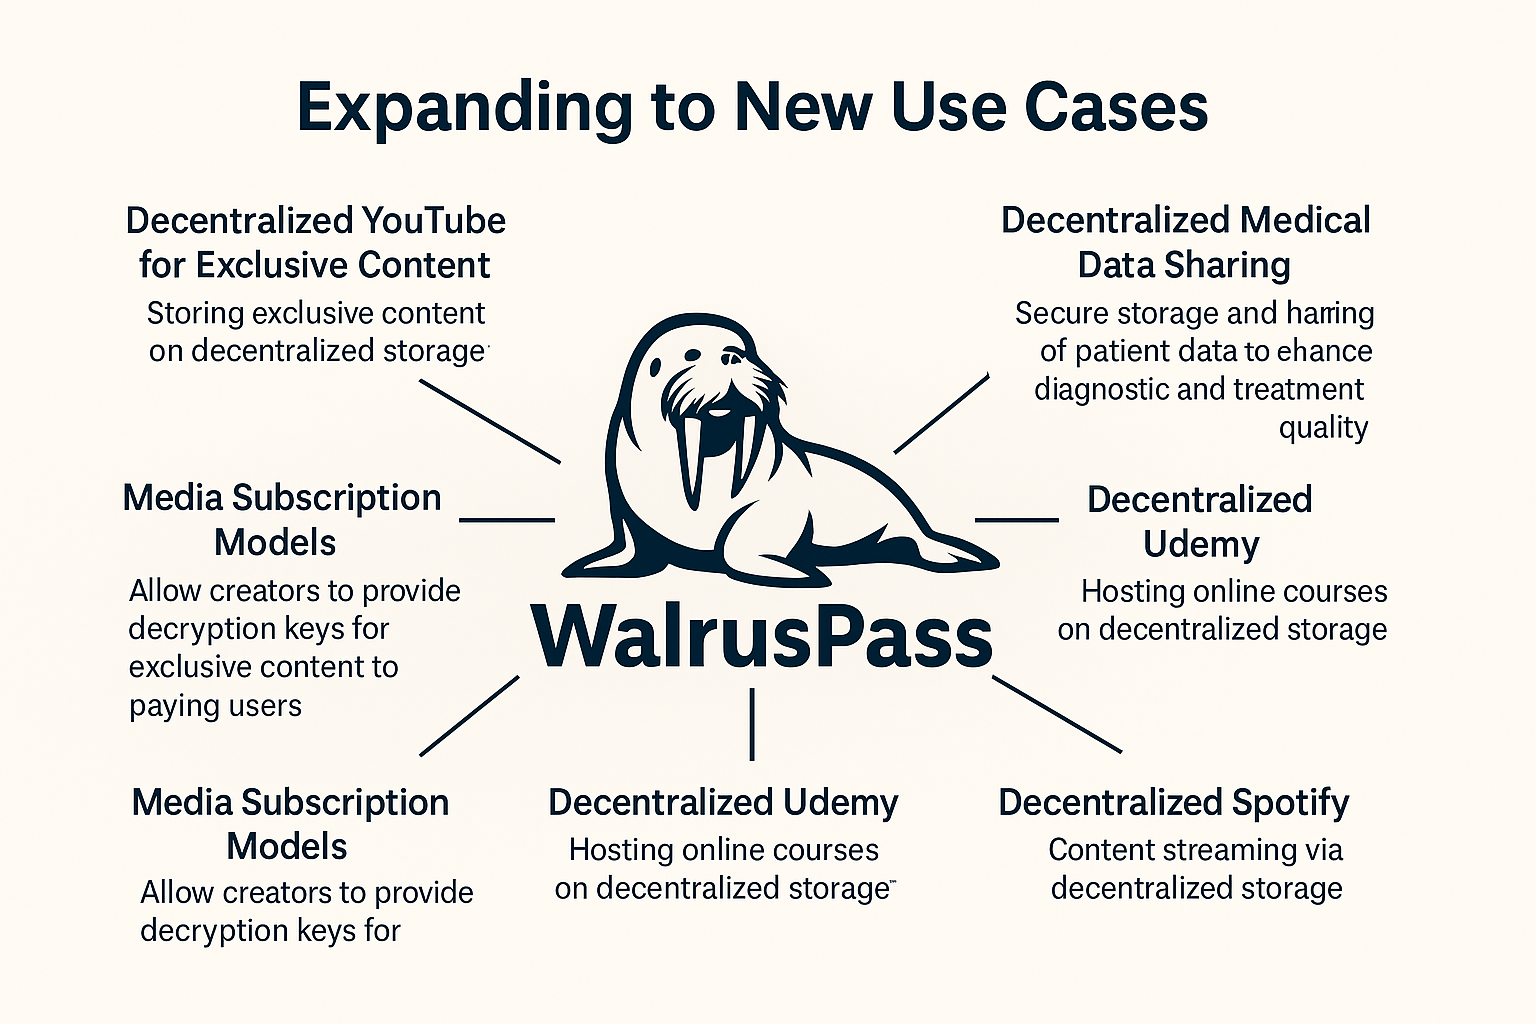 Expanding to New Use Cases
Decentralized YouTube
for Exclusive Content
Storing exclusive content
on decentralized storage
Decentralized Medical
Data Sharing
Secure storage and harring
of patient data to ehance
diagnostic and treatment
quality
Media Subscription
Models
Allow creators to provide
decryption keys for
exclusive content to
paying users
WalrusPass
Decentralized
Udemy
Hosting online courses
on decentralized storage
Media Subscription
Models
Allow creators to provide
decryption keys for
Decentralized Udemy
Hosting online courses
on decentralized storage
Decentralized Spotify
Content streaming via
decentralized storage